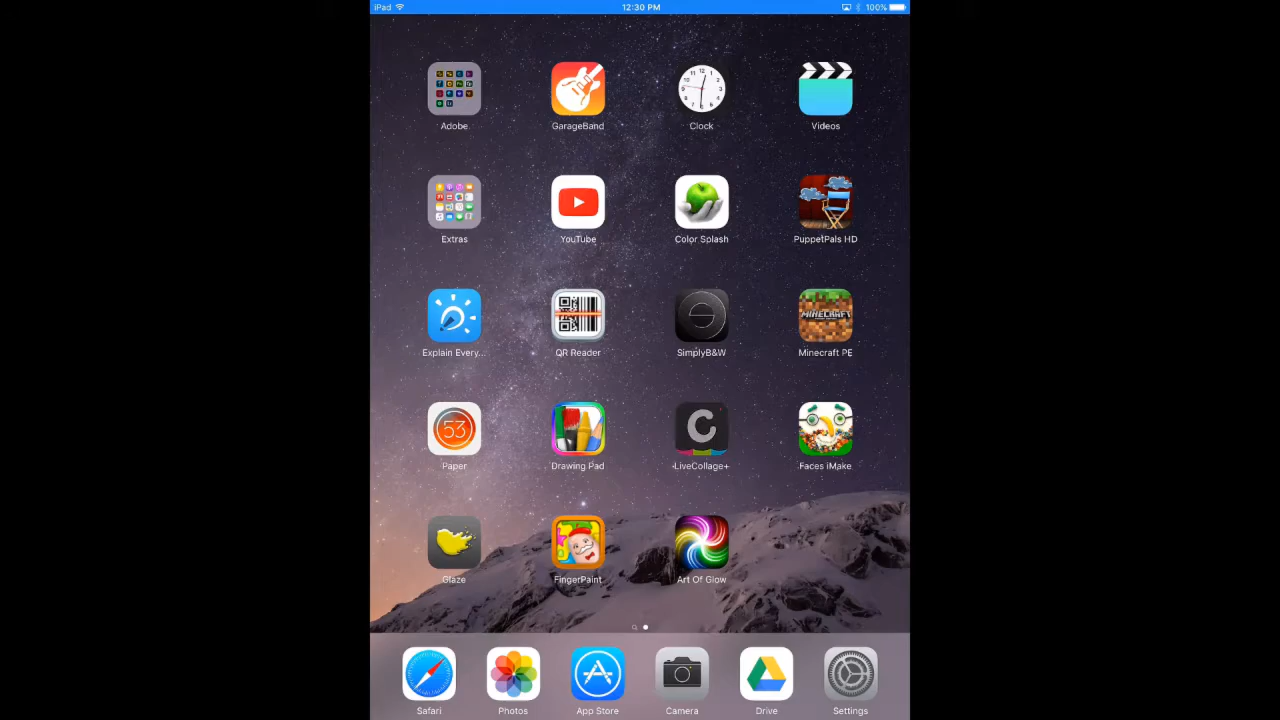 iPad 12:30 PM 100%
Adobe GarageBand Clock Videos
Extras YouTube Color Splash PuppetPals HD
MINECRAFT
Explain Every... QR Reader SimplyB&W Minecraft PE
53 C
Paper Drawing Pad LiveCollage+ Faces iMake
Glaze FingerPaint Art Of Glow
Safari Photos App Store Camera Drive Settings